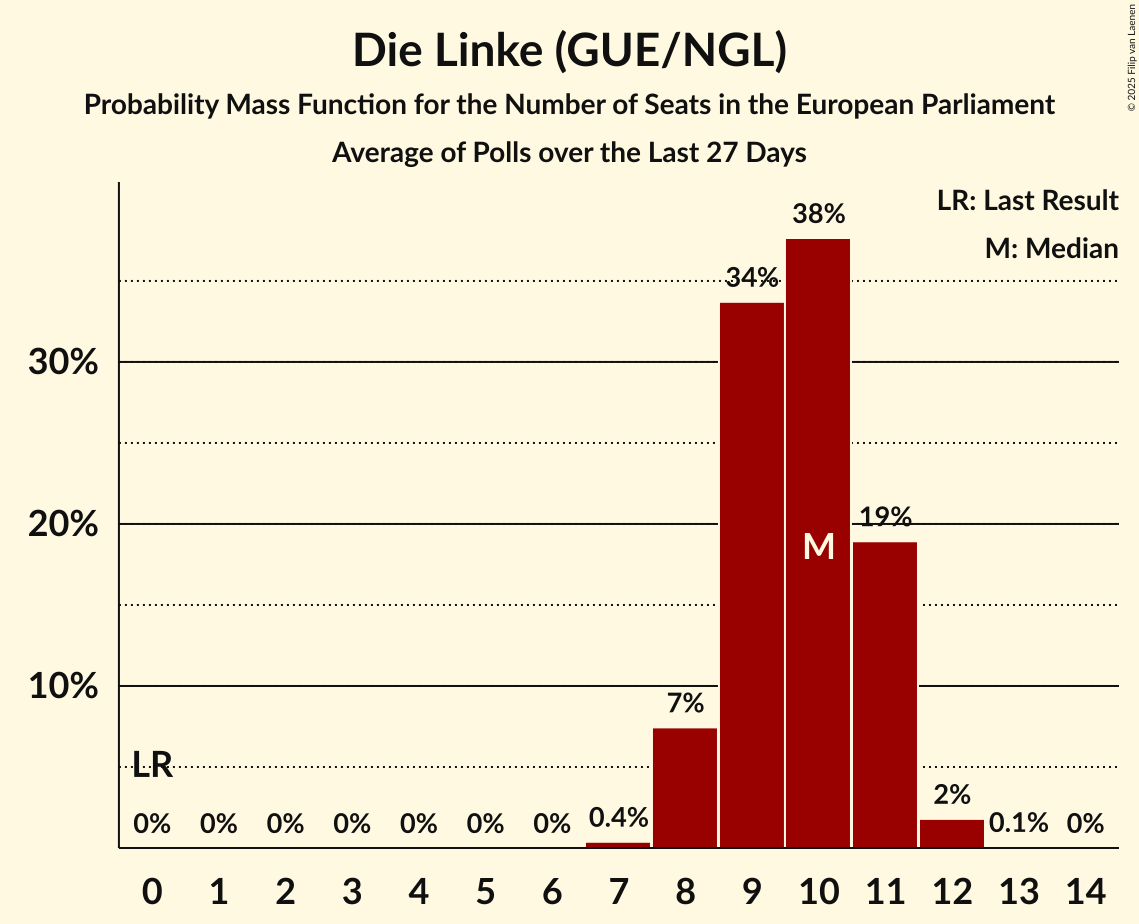 Die Linke (GUE/NGL)
Probability Mass Function for the Number of Seats in the European Parliament
Average of Polls over the Last 27 Days
© 2025 Filip van Laenen
LR: Last Result
M: Median
38%
34%
30%
20%
19%
M
10%
7%
LR
2%
0% 0% 0% 0% 0% 0% 0% 0.4% 0.1% 0%
0 1 2 3 4 5 6 7 8 9 10 11 12 13 14